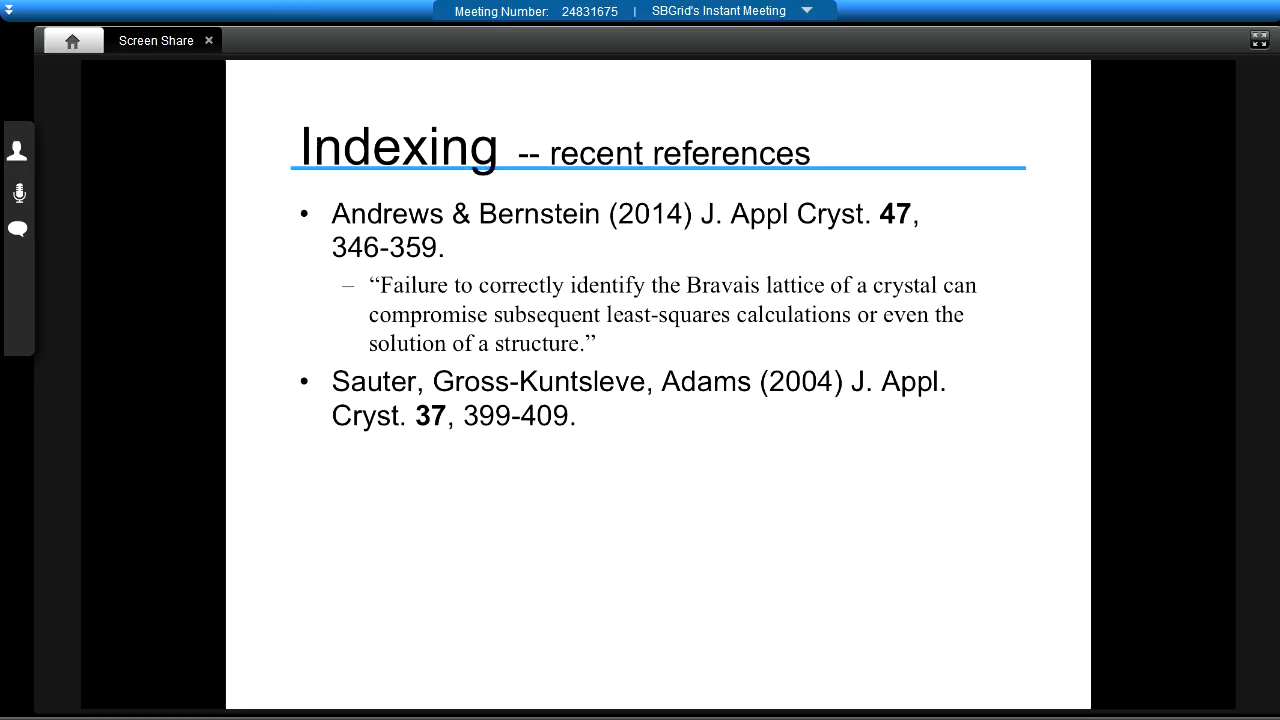 Meeting Number: 24831675 | SBGrid's Instant Meeting
Screen Share ×
Indexing -- recent references
• Andrews & Bernstein (2014) J. Appl Cryst. 47,
346-359.
– “Failure to correctly identify the Bravais lattice of a crystal can
compromise subsequent least-squares calculations or even the
solution of a structure.”
• Sauter, Gross-Kuntsleve, Adams (2004) J. Appl.
Cryst. 37, 399-409.